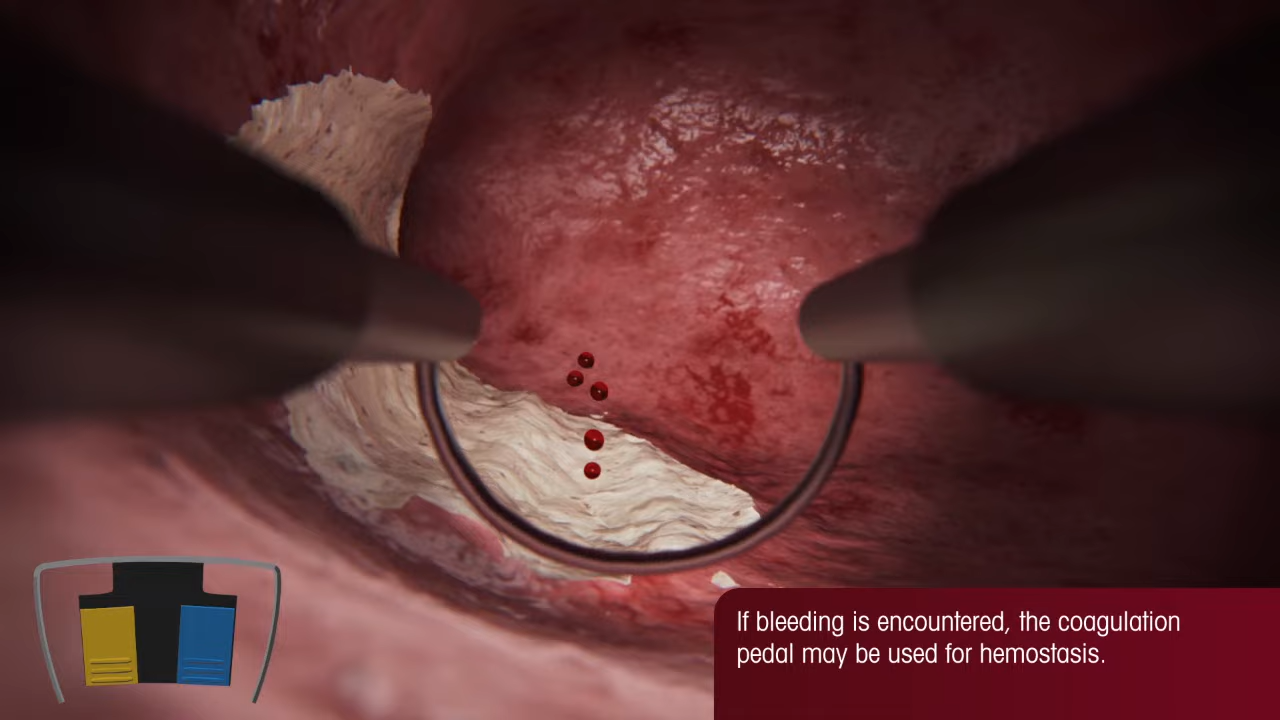 If bleeding is encountered, the coagulation
pedal may be used for hemostasis.